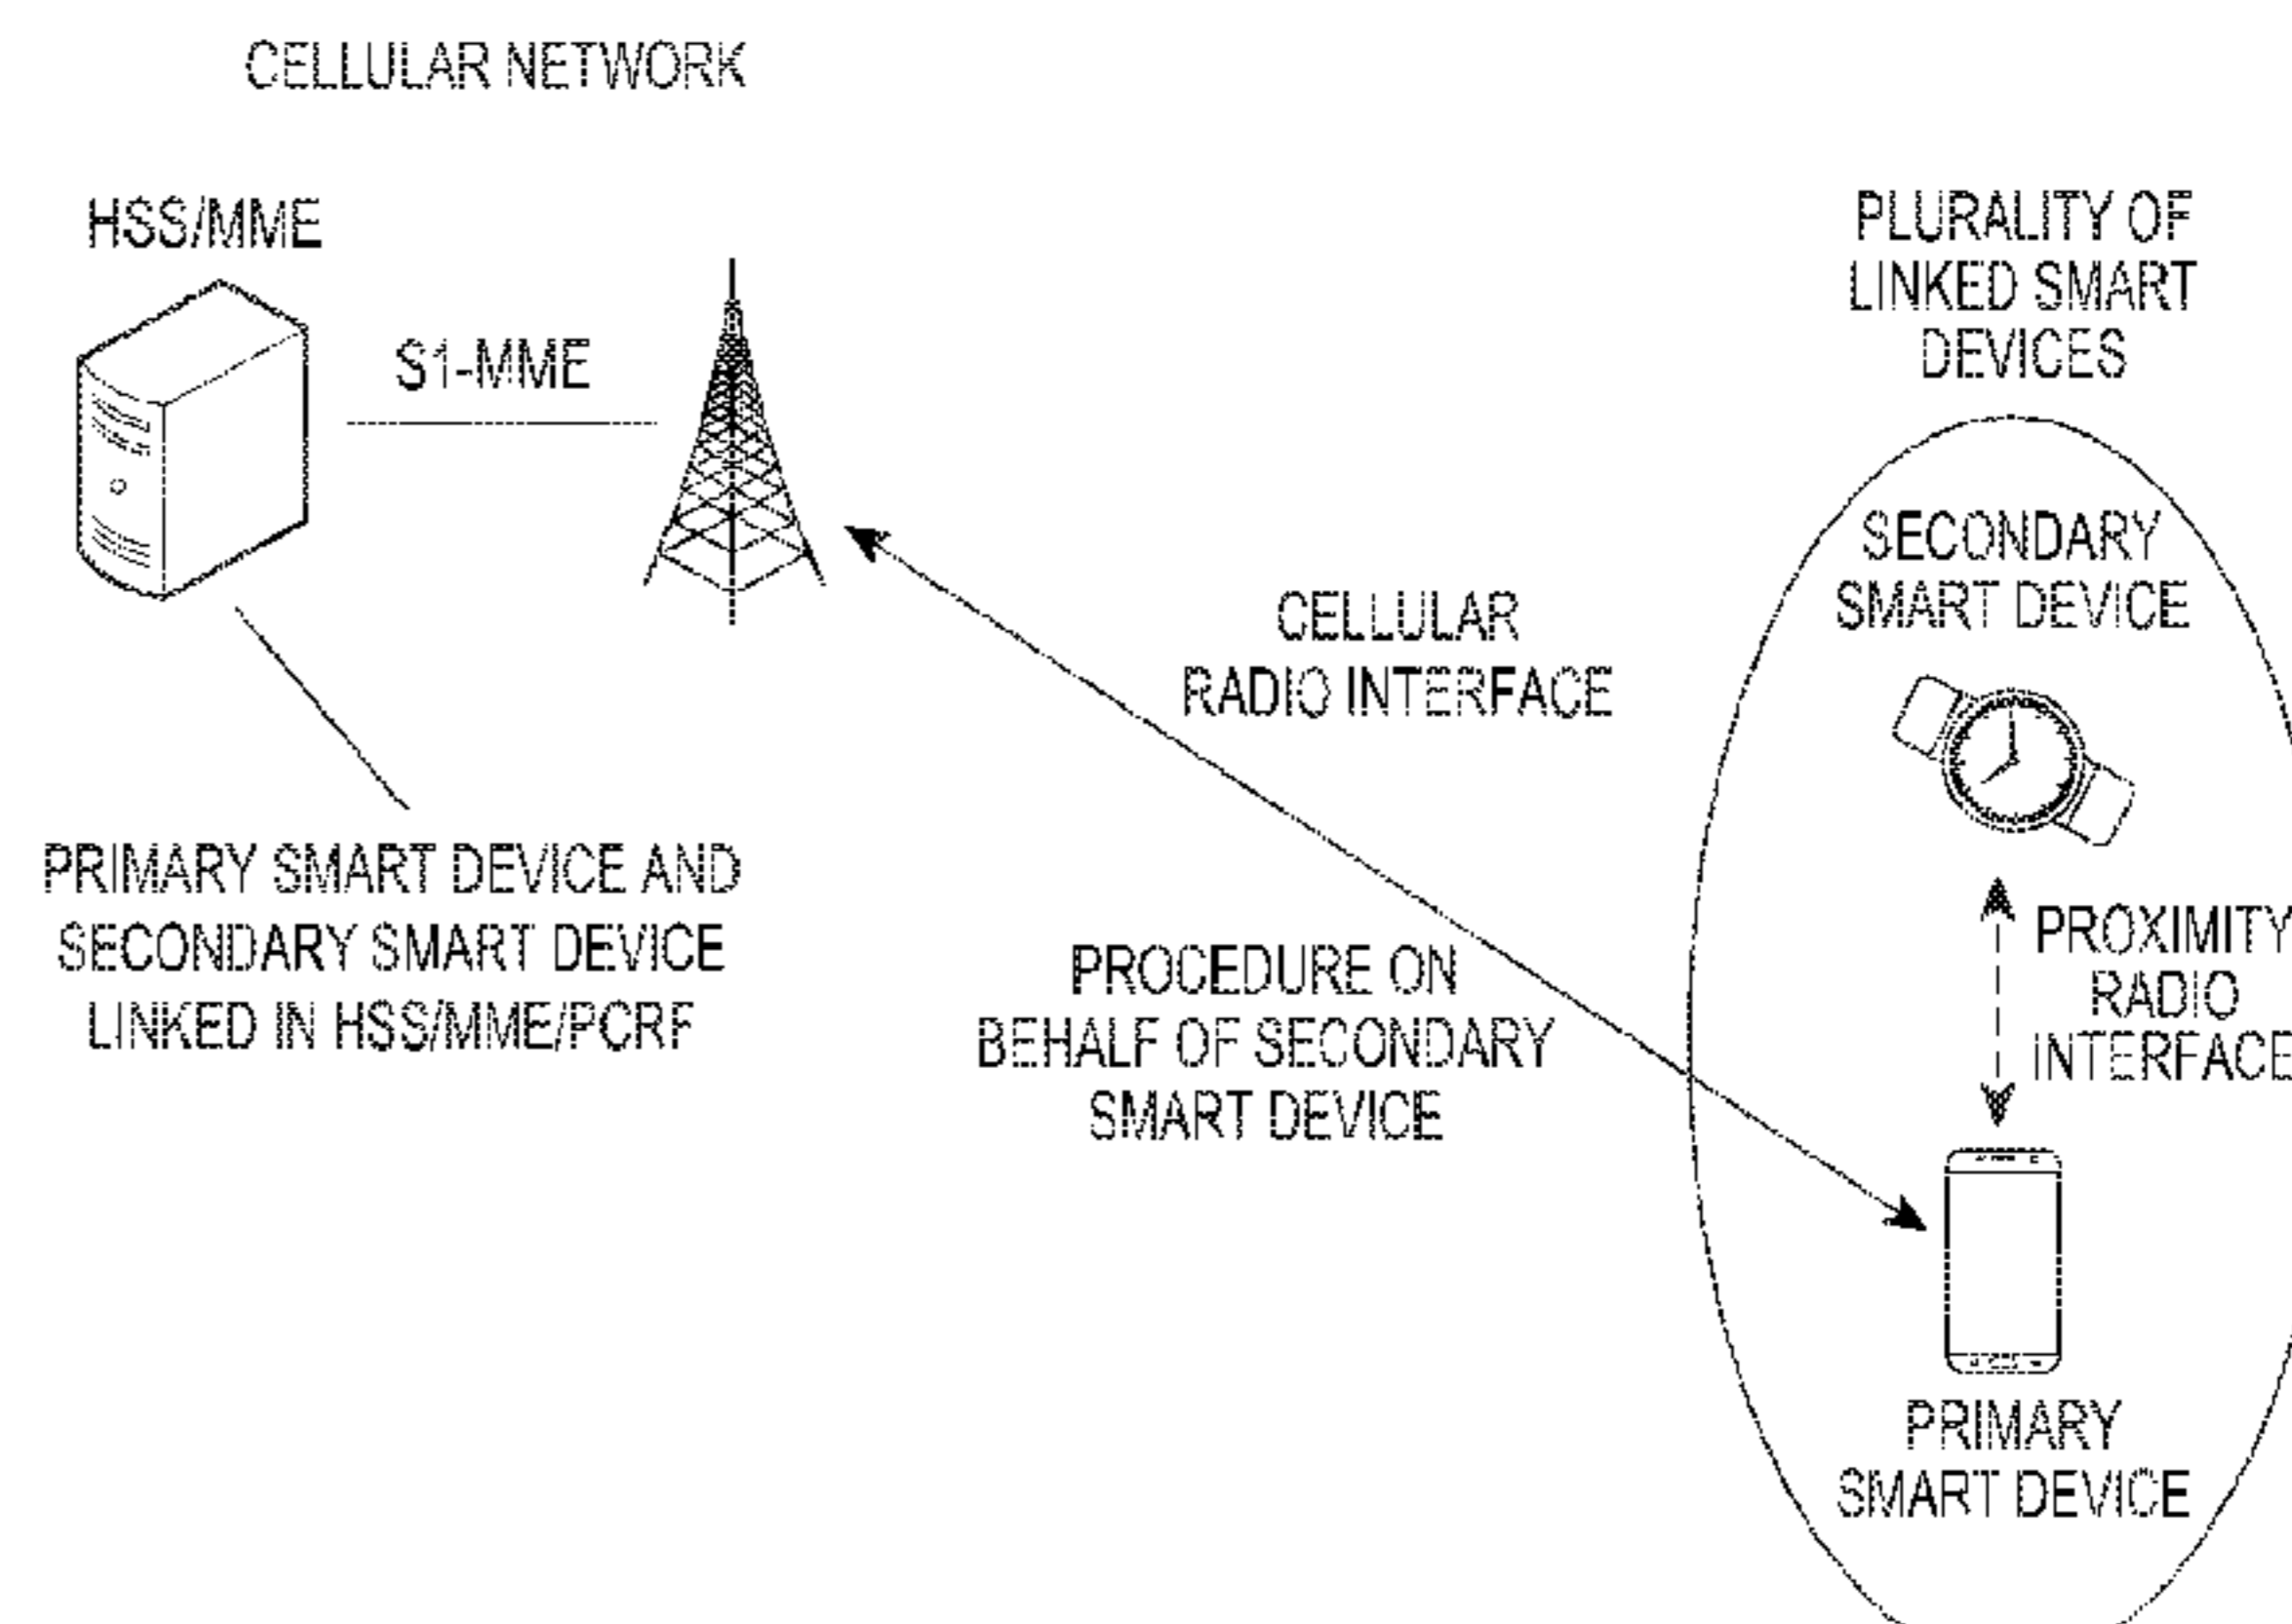 CELLULAR NETWORK
HSS/MME
S1-MME
PLURALITY OF
LINKED SMART
DEVICES
SECONDARY
SMART DEVICE
CELLULAR
RADIO INTERFACE
PRIMARY SMART DEVICE AND
SECONDARY SMART DEVICE
LINKED IN HSS/MME/PCRF
PROCEDURE ON
BEHALF OF SECONDARY
SMART DEVICE
PROXIMITY
RADIO
INTERFACE
PRIMARY
SMART DEVICE